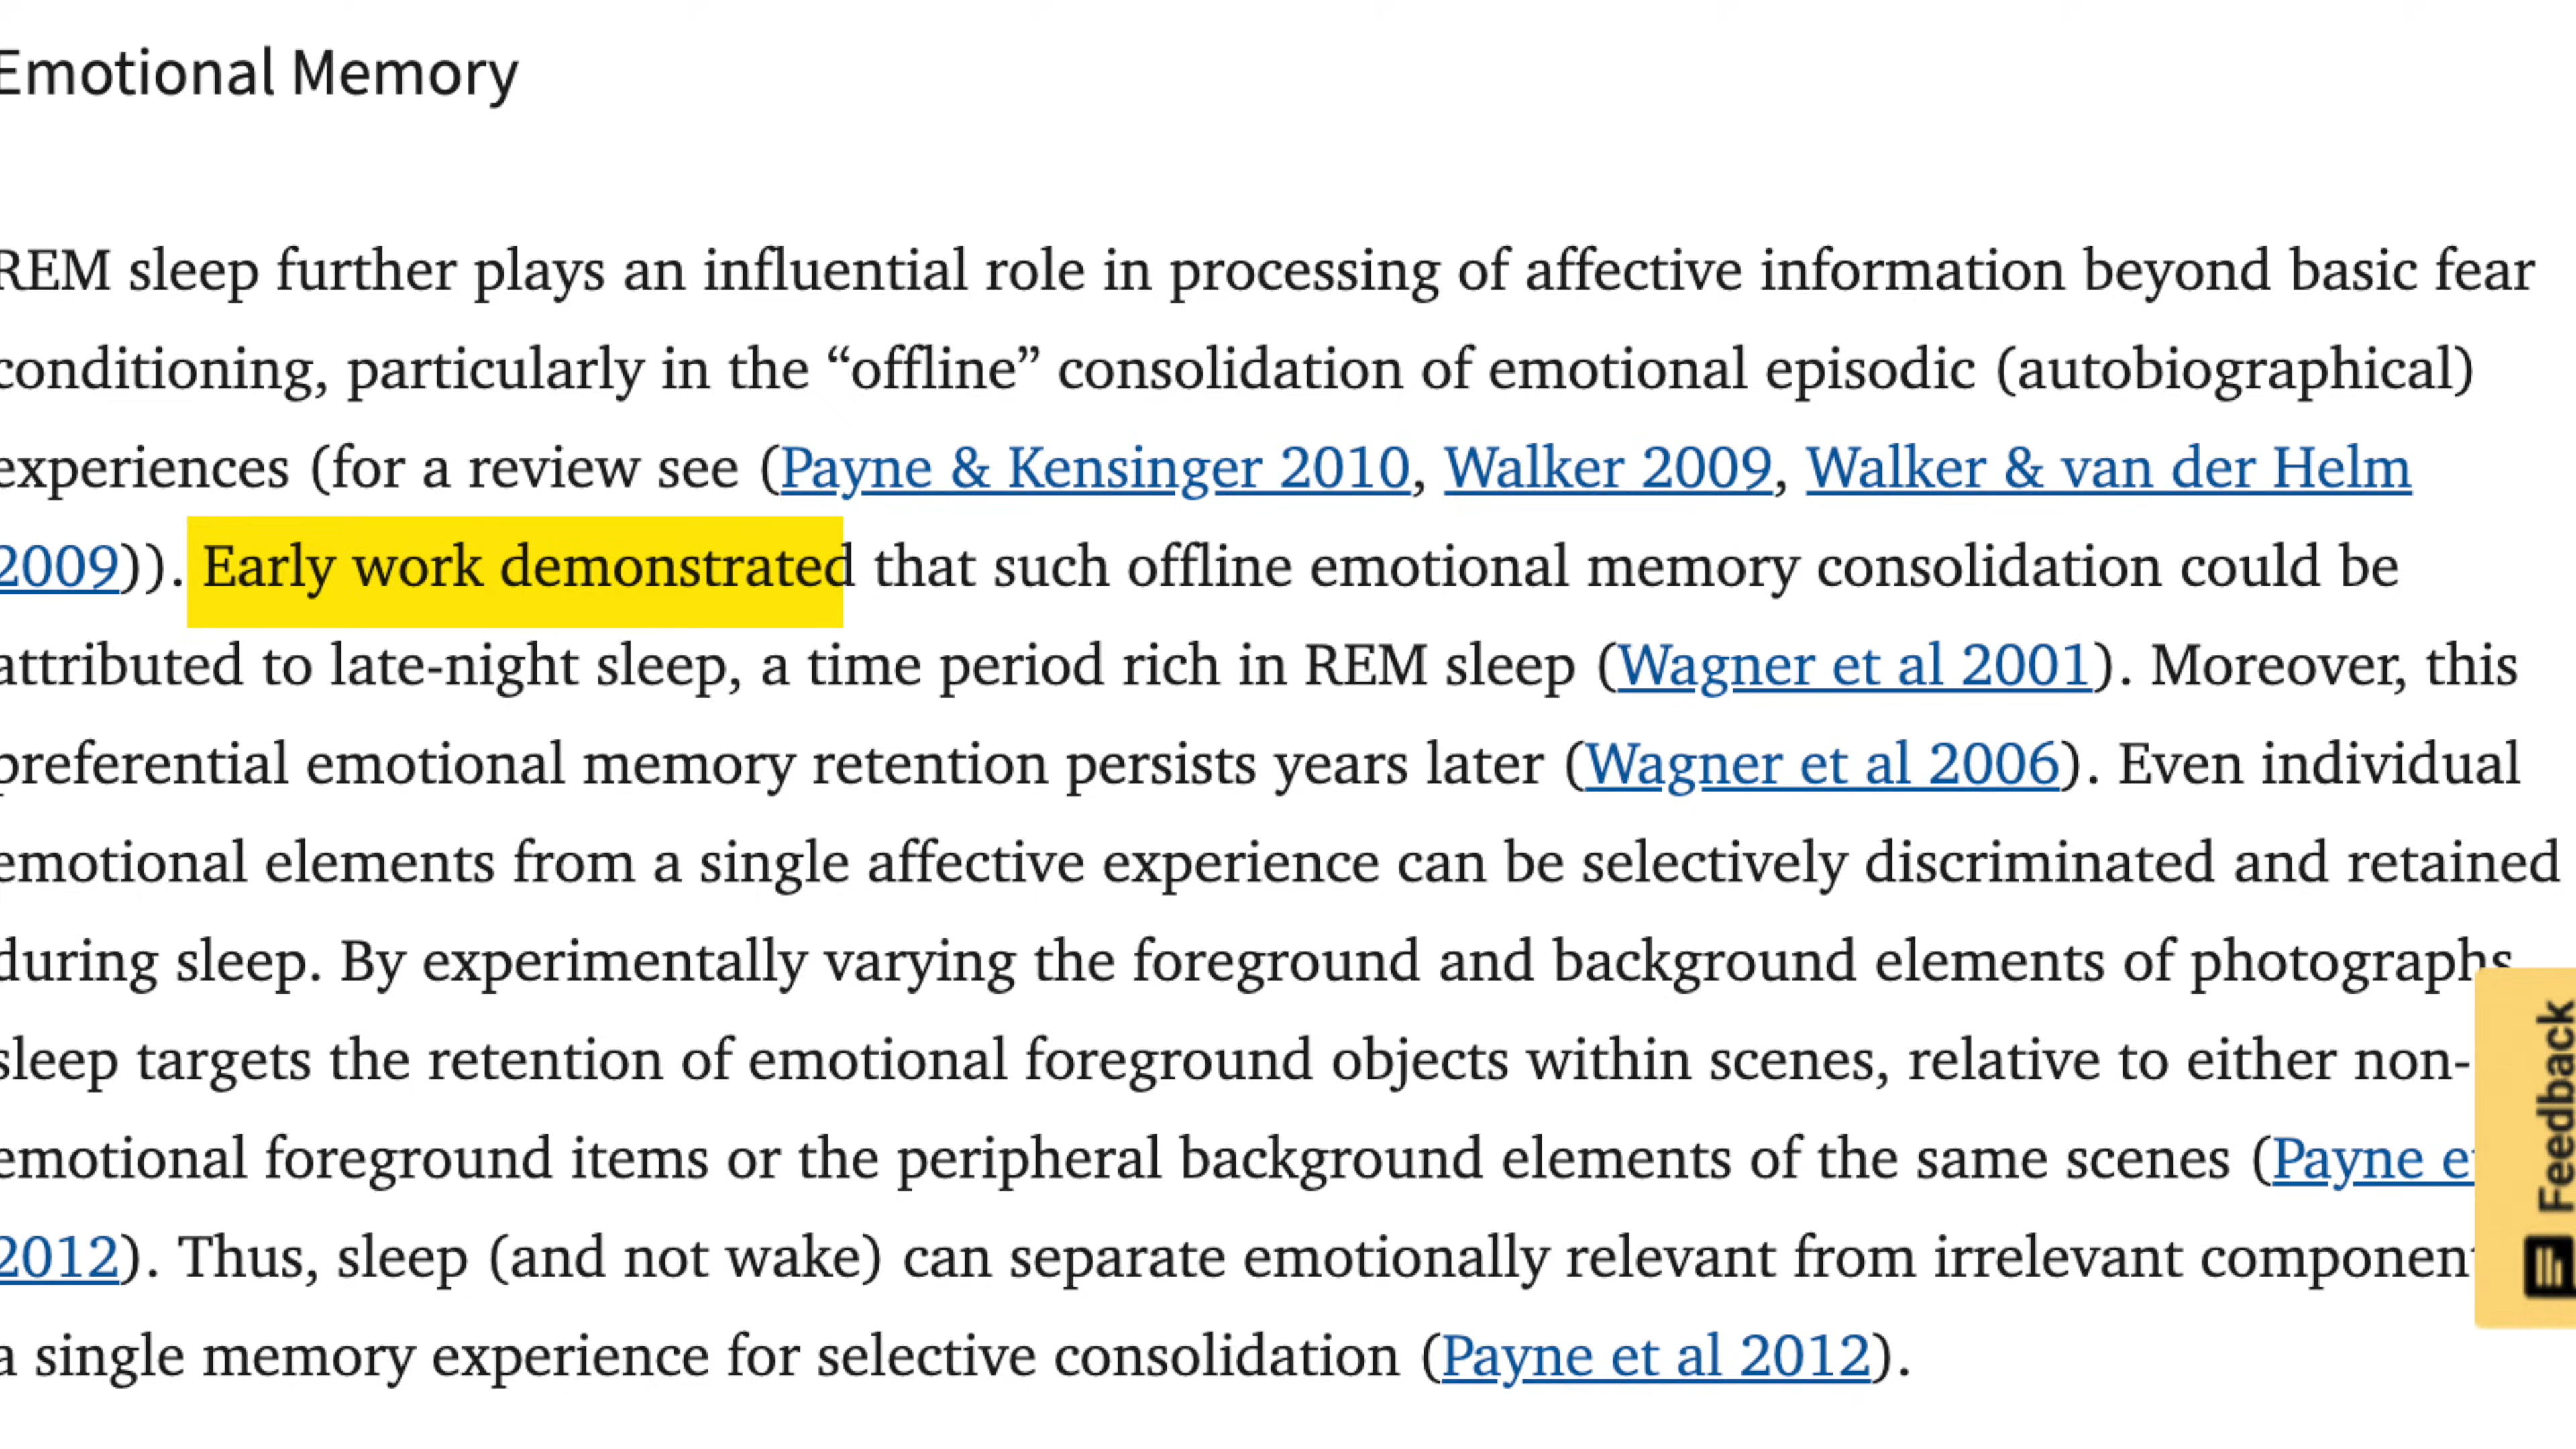 Emotional Memory
REM sleep further plays an influential role in processing of affective information beyond basic fear
conditioning, particularly in the “offline” consolidation of emotional episodic (autobiographical)
experiences (for a review see (Payne & Kensinger 2010, Walker 2009, Walker & van der Helm
2009)). Early work demonstrated that such offline emotional memory consolidation could be
attributed to late-night sleep, a time period rich in REM sleep (Wagner et al 2001). Moreover, this
preferential emotional memory retention persists years later (Wagner et al 2006). Even individual
emotional elements from a single affective experience can be selectively discriminated and retained
during sleep. By experimentally varying the foreground and background elements of photographs
sleep targets the retention of emotional foreground objects within scenes, relative to either non-
emotional foreground items or the peripheral background elements of the same scenes (Payne et
2012). Thus, sleep (and not wake) can separate emotionally relevant from irrelevant component
a single memory experience for selective consolidation (Payne et al 2012).
Feedback